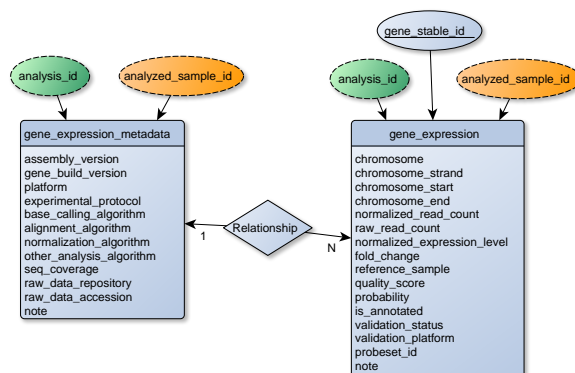 gene_stable_id
analysis_id
analyzed_sample_id
analysis_id
analyzed_sample_id
gene_expression_metadata
assembly_version
gene_build_version
platform
experimental_protocol
base_calling_algorithm
alignment_algorithm
normalization_algorithm
other_analysis_algorithm
seq_coverage
raw_data_repository
raw_data_accession
note
1
Relationship
N
gene_expression
chromosome
chromosome_strand
chromosome_start
chromosome_end
normalized_read_count
raw_read_count
normalized_expression_level
fold_change
reference_sample
quality_score
probability
is_annotated
validation_status
validation_platform
probeset_id
note